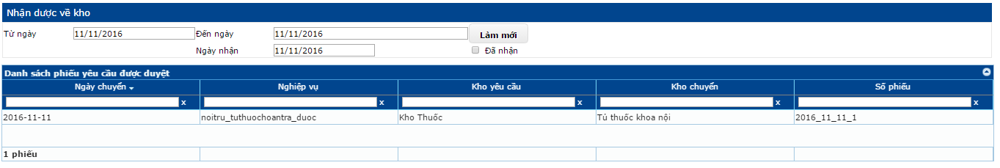 Nhận dược về kho
Từ ngày 11/11/2016 Đến ngày 11/11/2016 Làm mới
Ngày nhận 11/11/2016 Đã nhận
Danh sách phiếu yêu cầu được duyệt
Ngày chuyển Nghiệp vụ Kho yêu cầu Kho chuyển Số phiếu
x x x x x
2016-11-11 noitru_tuthuochoantra_duoc Kho Thuốc Tủ thuốc khoa nội 2016_11_11_1
1 phiếu